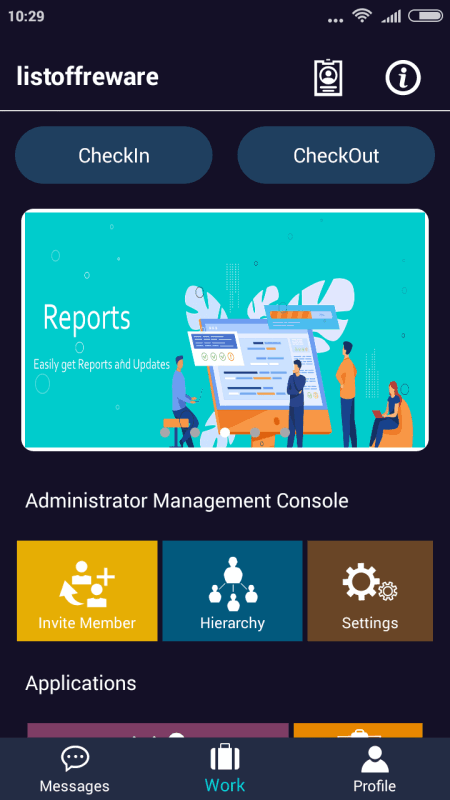 10:29
listoffreware
CheckIn
CheckOut
Reports
Easily get Reports and Updates
Administrator Management Console
Invite Member
Hierarchy
Settings
Applications
Messages
Work
Profile